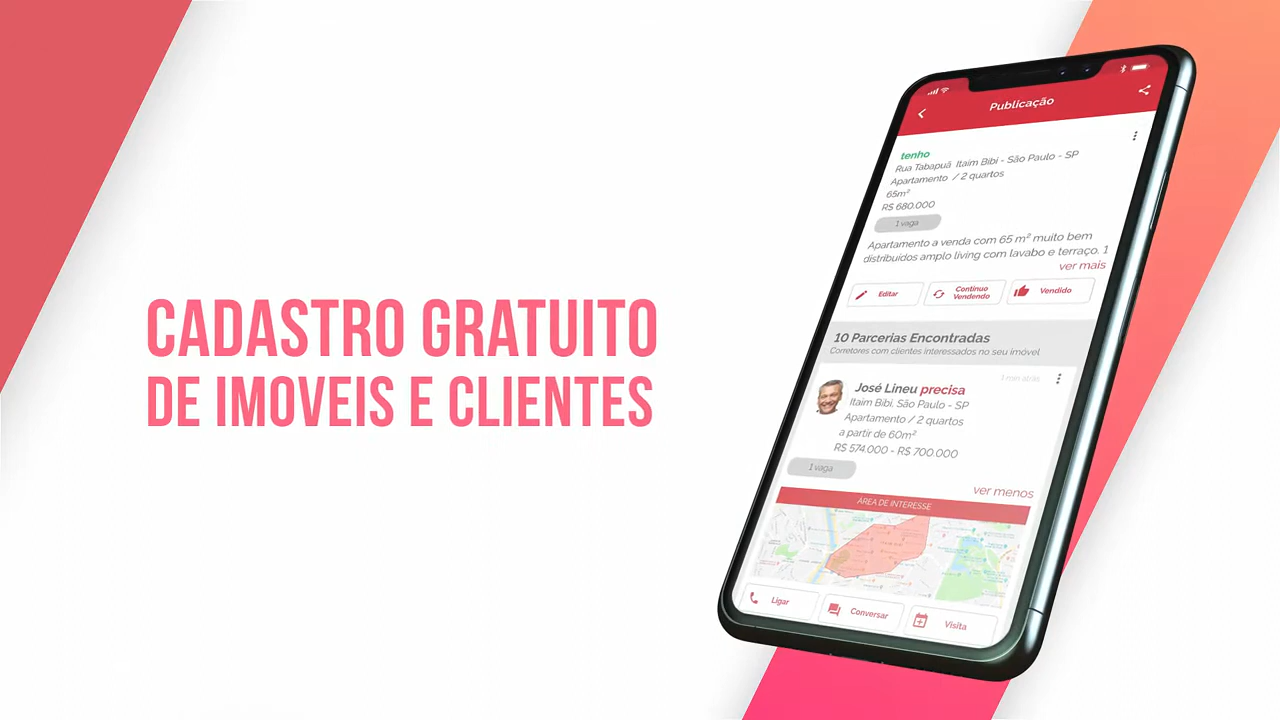 CADASTRO GRATUITO
DE IMOVEIS E CLIENTES
Publicação
tenho
Rua Tabapuã Itaim Bibi - São Paulo - SP
Apartamento / 2 quartos
65m²
R$ 680.000
1 vaga
Apartamento a venda com 65 m² muito bem
distribuidos amplo living com lavabo e terraço. 1
ver mais
Editar
Continuo
Vendendo
Vendido
10 Parcerias Encontradas
Corretores com clientes interessados no seu imóvel
1 min atrás
José Lineu precisa
Itaim Bibi, São Paulo - SP
Apartamento / 2 quartos
a partir de 60m²
R$ 574.000 - R$ 700.000
1 vaga
ver menos
ÁREA DE INTERESSE
Ligar
Conversar
Visita